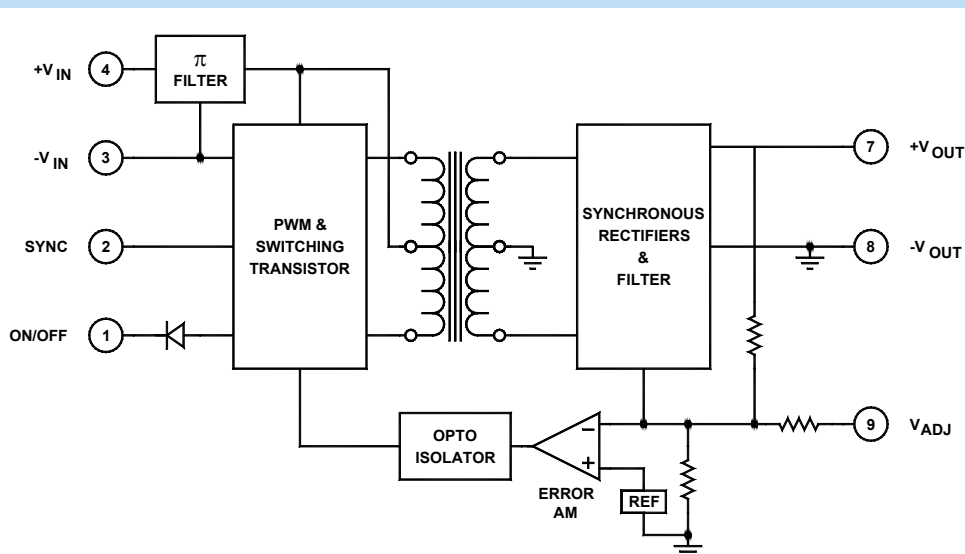 π
FILTER
+V IN
4
-V IN
3
SYNC
2
ON/OFF
1
PWM &
SWITCHING
TRANSISTOR
SYNCHRONOUS
RECTIFIERS
&
FILTER
7
+V OUT
8
-V OUT
9
V ADJ
OPTO
ISOLATOR
−
+
ERROR
AM
REF